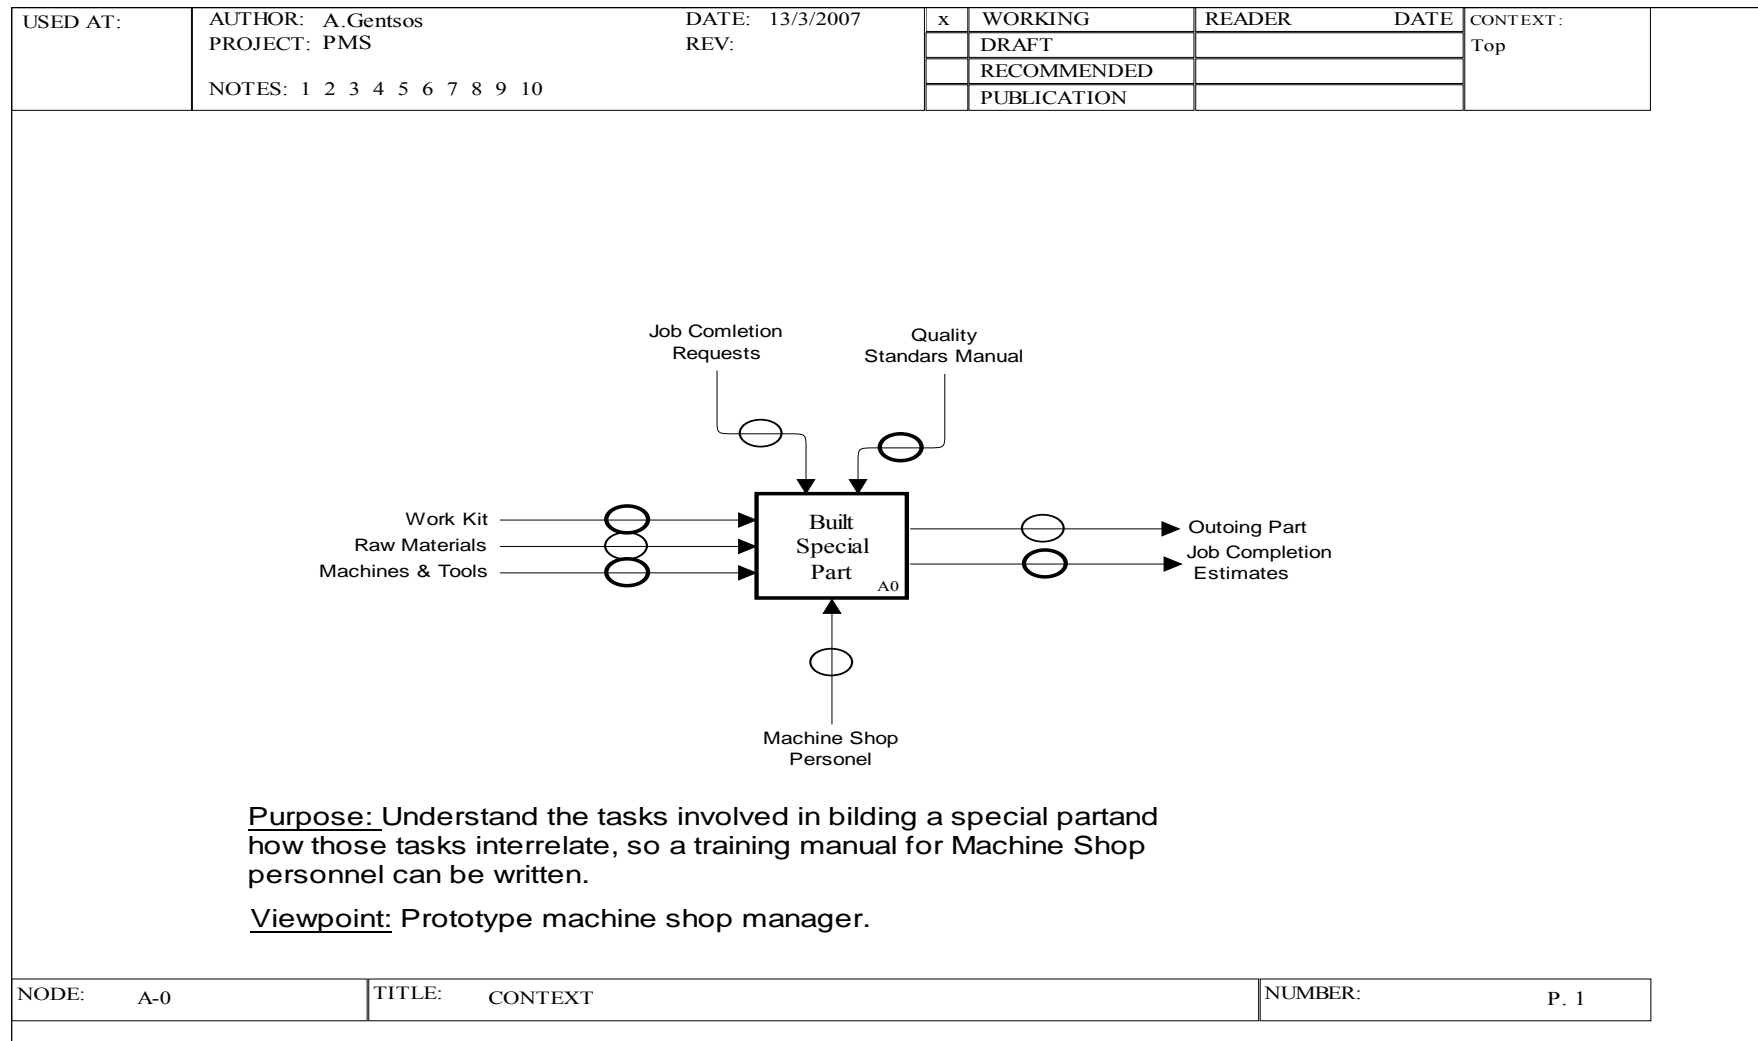 USED AT:
AUTHOR: A.Gentsos
DATE: 13/3/2007
PROJECT: PMS
REV:
NOTES: 1 2 3 4 5 6 7 8 9 10
x WORKING
DRAFT
RECOMMENDED
PUBLICATION
READER DATE
CONTEXT:
Top
Job Comletion
Requests
Quality
Standars Manual
Work Kit
Raw Materials
Machines & Tools
Built
Special
Part
A0
Outoing Part
Job Completion
Estimates
Machine Shop
Personel
Purpose: Understand the tasks involved in bilding a special partand
how those tasks interrelate, so a training manual for Machine Shop
personnel can be written.
Viewpoint: Prototype machine shop manager.
NODE: A-0
TITLE: CONTEXT
NUMBER: P. 1